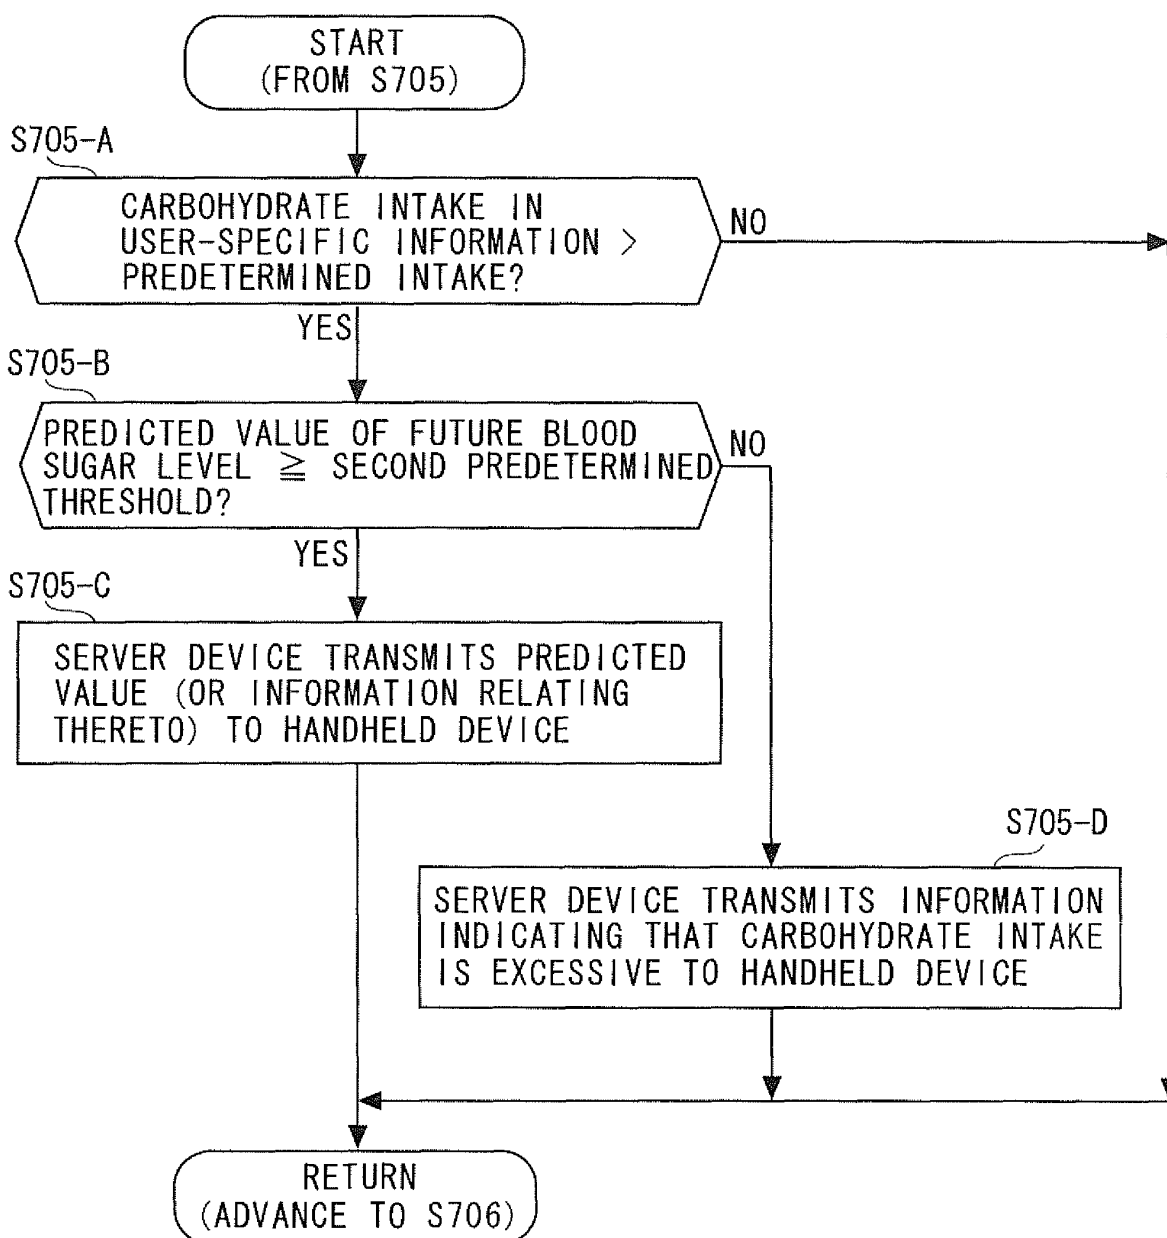 START
(FROM S705)
S705-A
CARBOHYDRATE INTAKE IN
USER-SPECIFIC INFORMATION >
PREDETERMINED INTAKE?
NO
YES
S705-B
PREDICTED VALUE OF FUTURE BLOOD
SUGAR LEVEL ≧ SECOND PREDETERMINED
THRESHOLD?
NO
YES
S705-C
SERVER DEVICE TRANSMITS PREDICTED
VALUE (OR INFORMATION RELATING
THERETO) TO HANDHELD DEVICE
S705-D
SERVER DEVICE TRANSMITS INFORMATION
INDICATING THAT CARBOHYDRATE INTAKE
IS EXCESSIVE TO HANDHELD DEVICE
RETURN
(ADVANCE TO S706)